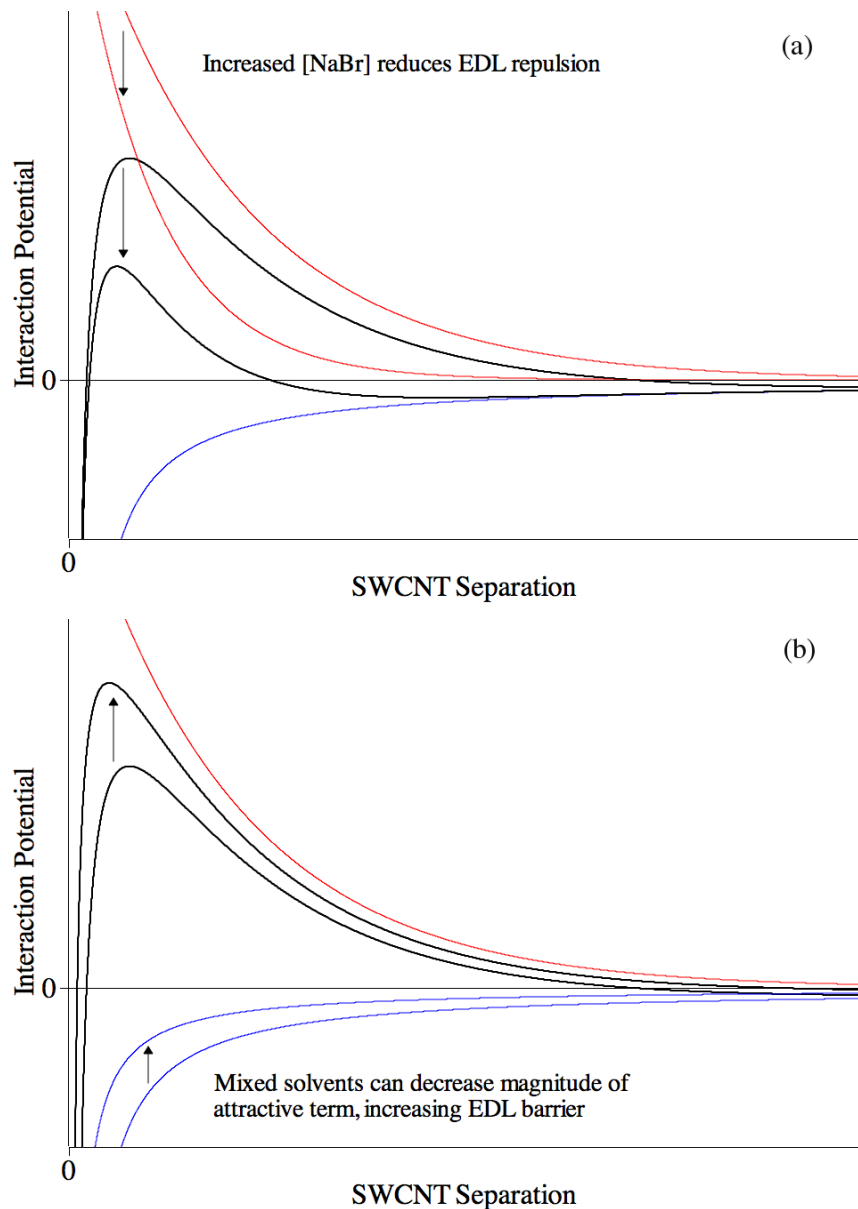 (a)
Increased [NaBr] reduces EDL repulsion
Interaction Potential
0
0
SWCNT Separation
(b)
Interaction Potential
0
Mixed solvents can decrease magnitude of
attractive term, increasing EDL barrier
0
SWCNT Separation